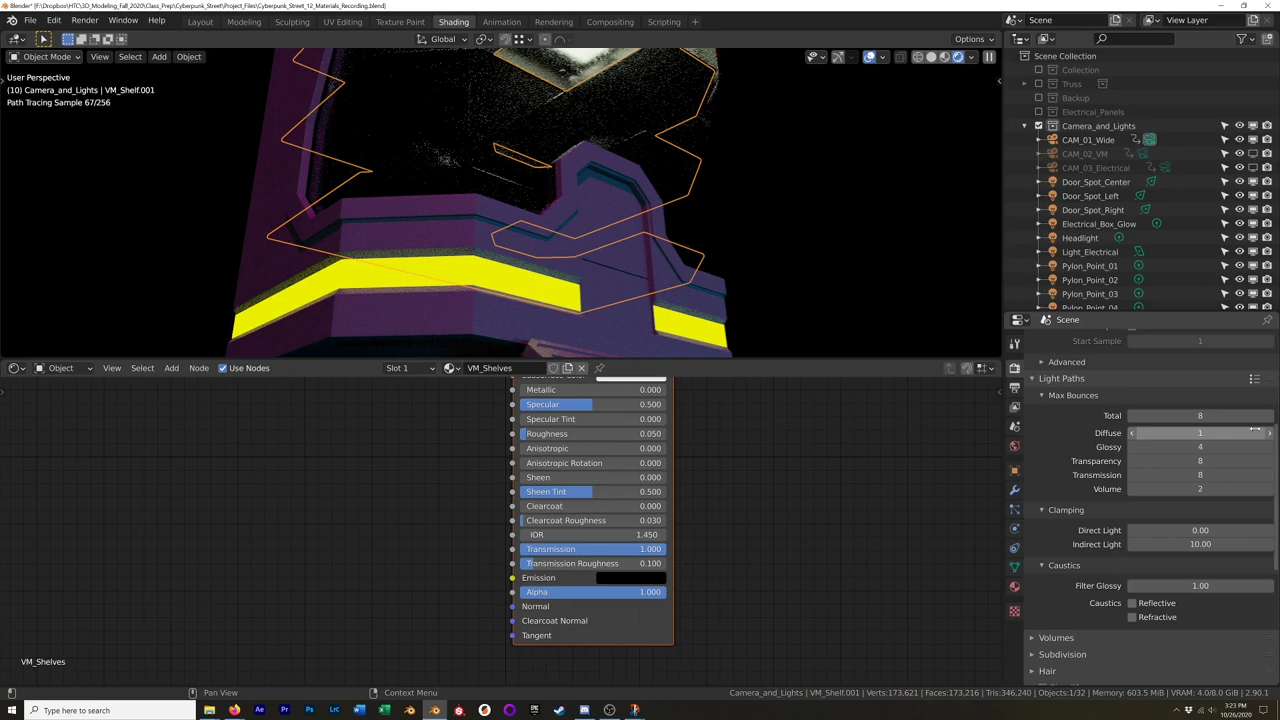 Blender* [D:\Dropbox\HTC\3D_Modeling_Fall_2020\Class_Prep\Cyberpunk_Street\Project_Files\Cyberpunk_Street_12_Materials_Recording.blend]
File Edit Render Window Help
Layout Modeling Sculpting UV Editing Texture Paint Shading Animation Rendering Compositing Scripting +
Scene View Layer
Global Options
Object Mode View Select Add Object
User Perspective
(10) Camera_and_Lights | VM_Shelf.001
Path Tracing Sample 67/256
Scene Collection
Collection
Truss
Backup
Electrical_Panels
Camera_and_Lights
CAM_01_Wide
CAM_02_VM
CAM_03_Electrical
Door_Spot_Center
Door_Spot_Left
Door_Spot_Right
Electrical_Box_Glow
Headlight
Light_Electrical
Pylon_Point_01
Pylon_Point_02
Pylon_Point_03
Pylon_Point_04
Scene
Start Sample 1
Advanced
Light Paths
Max Bounces
Total 8
Diffuse 1
Glossy 4
Transparency 8
Transmission 8
Volume 2
Clamping
Direct Light 0.00
Indirect Light 10.00
Caustics
Filter Glossy 1.00
Caustics Reflective
Refractive
Volumes
Subdivision
Hair
Object View Select Add Node Use Nodes Slot 1 VM_Shelves
Metallic 0.000
Specular 0.500
Specular Tint 0.000
Roughness 0.050
Anisotropic 0.000
Anisotropic Rotation 0.000
Sheen 0.000
Sheen Tint 0.500
Clearcoat 0.000
Clearcoat Roughness 0.030
IOR 1.450
Transmission 1.000
Transmission Roughness 0.100
Emission
Alpha 1.000
Normal
Clearcoat Normal
Tangent
VM_Shelves
Pan View Context Menu
Camera_and_Lights | VM_Shelf.001 | Verts:173,621 | Faces:173,216 | Tris:346,240 | Objects:1/32 | Memory: 603.5 MiB | VRAM: 4.0/8.0 GiB | 2.90.1
Type here to search
3:23 PM
10/26/2020